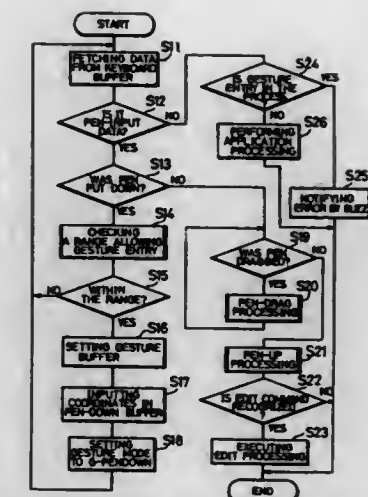 START
S11
FETCHING DATA
FROM KEYBOARD
BUFFER
S12
IS IT
PEN-INPUT
DATA?
NO
YES
S13
WAS PEN
PUT DOWN?
NO
YES
S14
CHECKING
A RANGE ALLOWING
GESTURE ENTRY
S15
WITHIN
THE RANGE?
NO
YES
S16
SETTING GESTURE
BUFFER
S17
INPUTTING
COORDINATES IN
PEN-DOWN BUFFER
S18
SETTING
GESTURE MODE
TO G-PENDOWN
S24
IS GESTURE
ENTRY IN THE
PROCESS
YES
NO
S26
PERFORMING
APPLICATION
PROCESSING
S25
NOTIFYING
ERROR BY BUZZ
S19
WAS PEN
DRAGGED?
NO
YES
S20
PEN-DRAG
PROCESSING
S21
PEN-UP
PROCESSING
S22
IS EDIT COMMAND
RECOGNIZED
NO
YES
S23
EXECUTING
EDIT PROCESSING
END